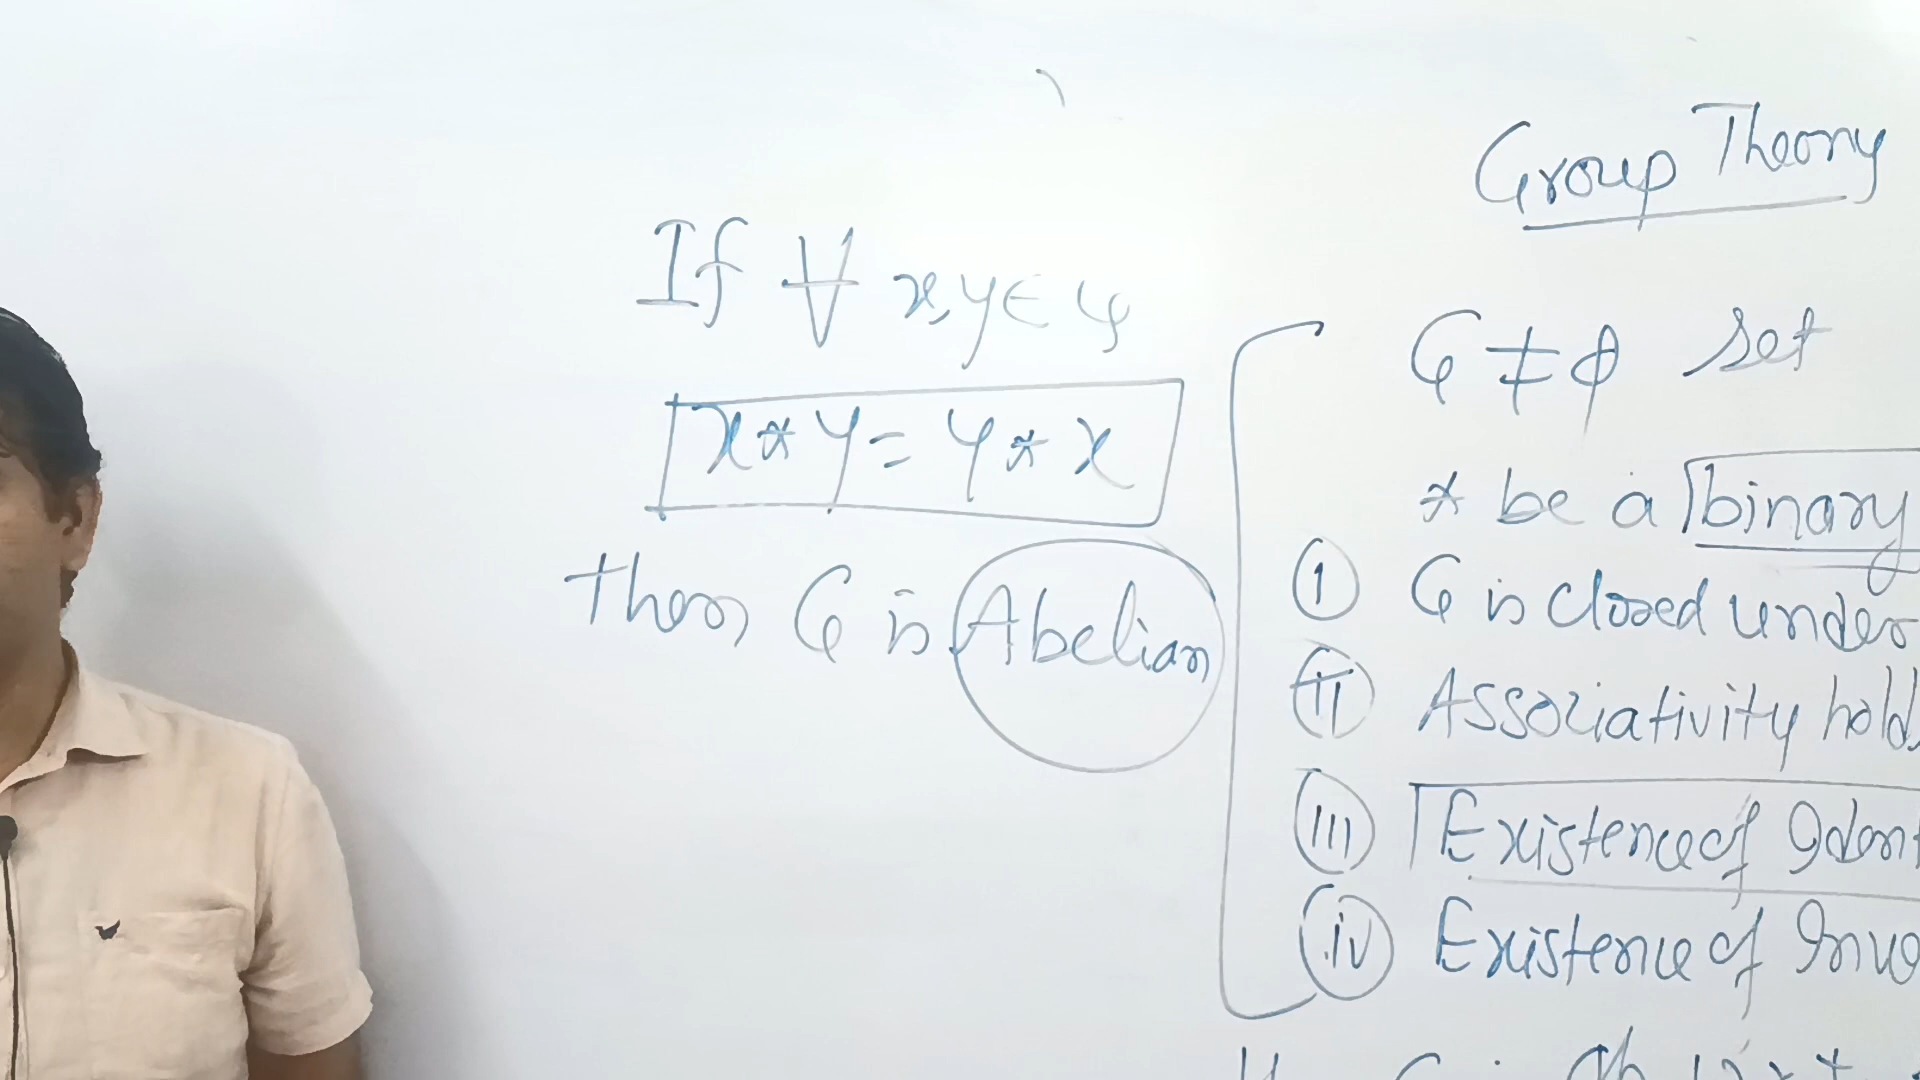 If ∀ x, y ∈ G
x * y = y * x
then G is Abelian
Group Theory
G ≠ ϕ set
* be a binary
(i) G is closed under
(ii) Associativity hold
(iii) Existence of Ident
(iv) Existence of Inve